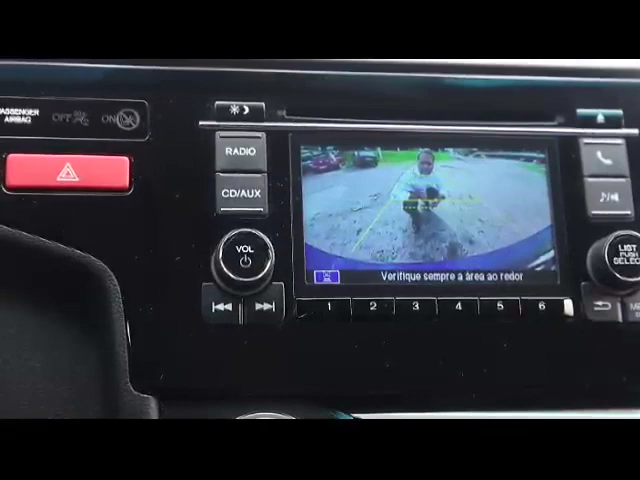 PASSENGER
AIRBAG
OFF
ON
RADIO
CD/AUX
VOL
LIST
PUSH
SELEC
Verifique sempre a área ao redor
1 2 3 4 5 6